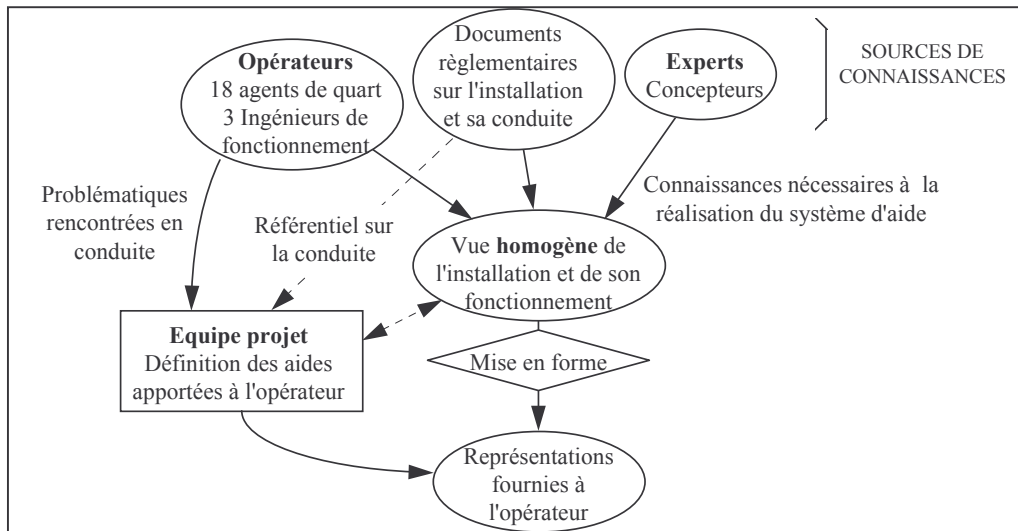 Opérateurs
18 agents de quart
3 Ingénieurs de
fonctionnement
Documents
règlementaires
sur l'installation
et sa conduite
Experts
Concepteurs
SOURCES DE
CONNAISSANCES
Problématiques
rencontrées en
conduite
Référentiel sur
la conduite
Connaissances nécessaires à la
réalisation du système d'aide
Vue homogène de
l'installation et de son
fonctionnement
Equipe projet
Définition des aides
apportées à l'opérateur
Mise en forme
Représentations
fournies à
l'opérateur